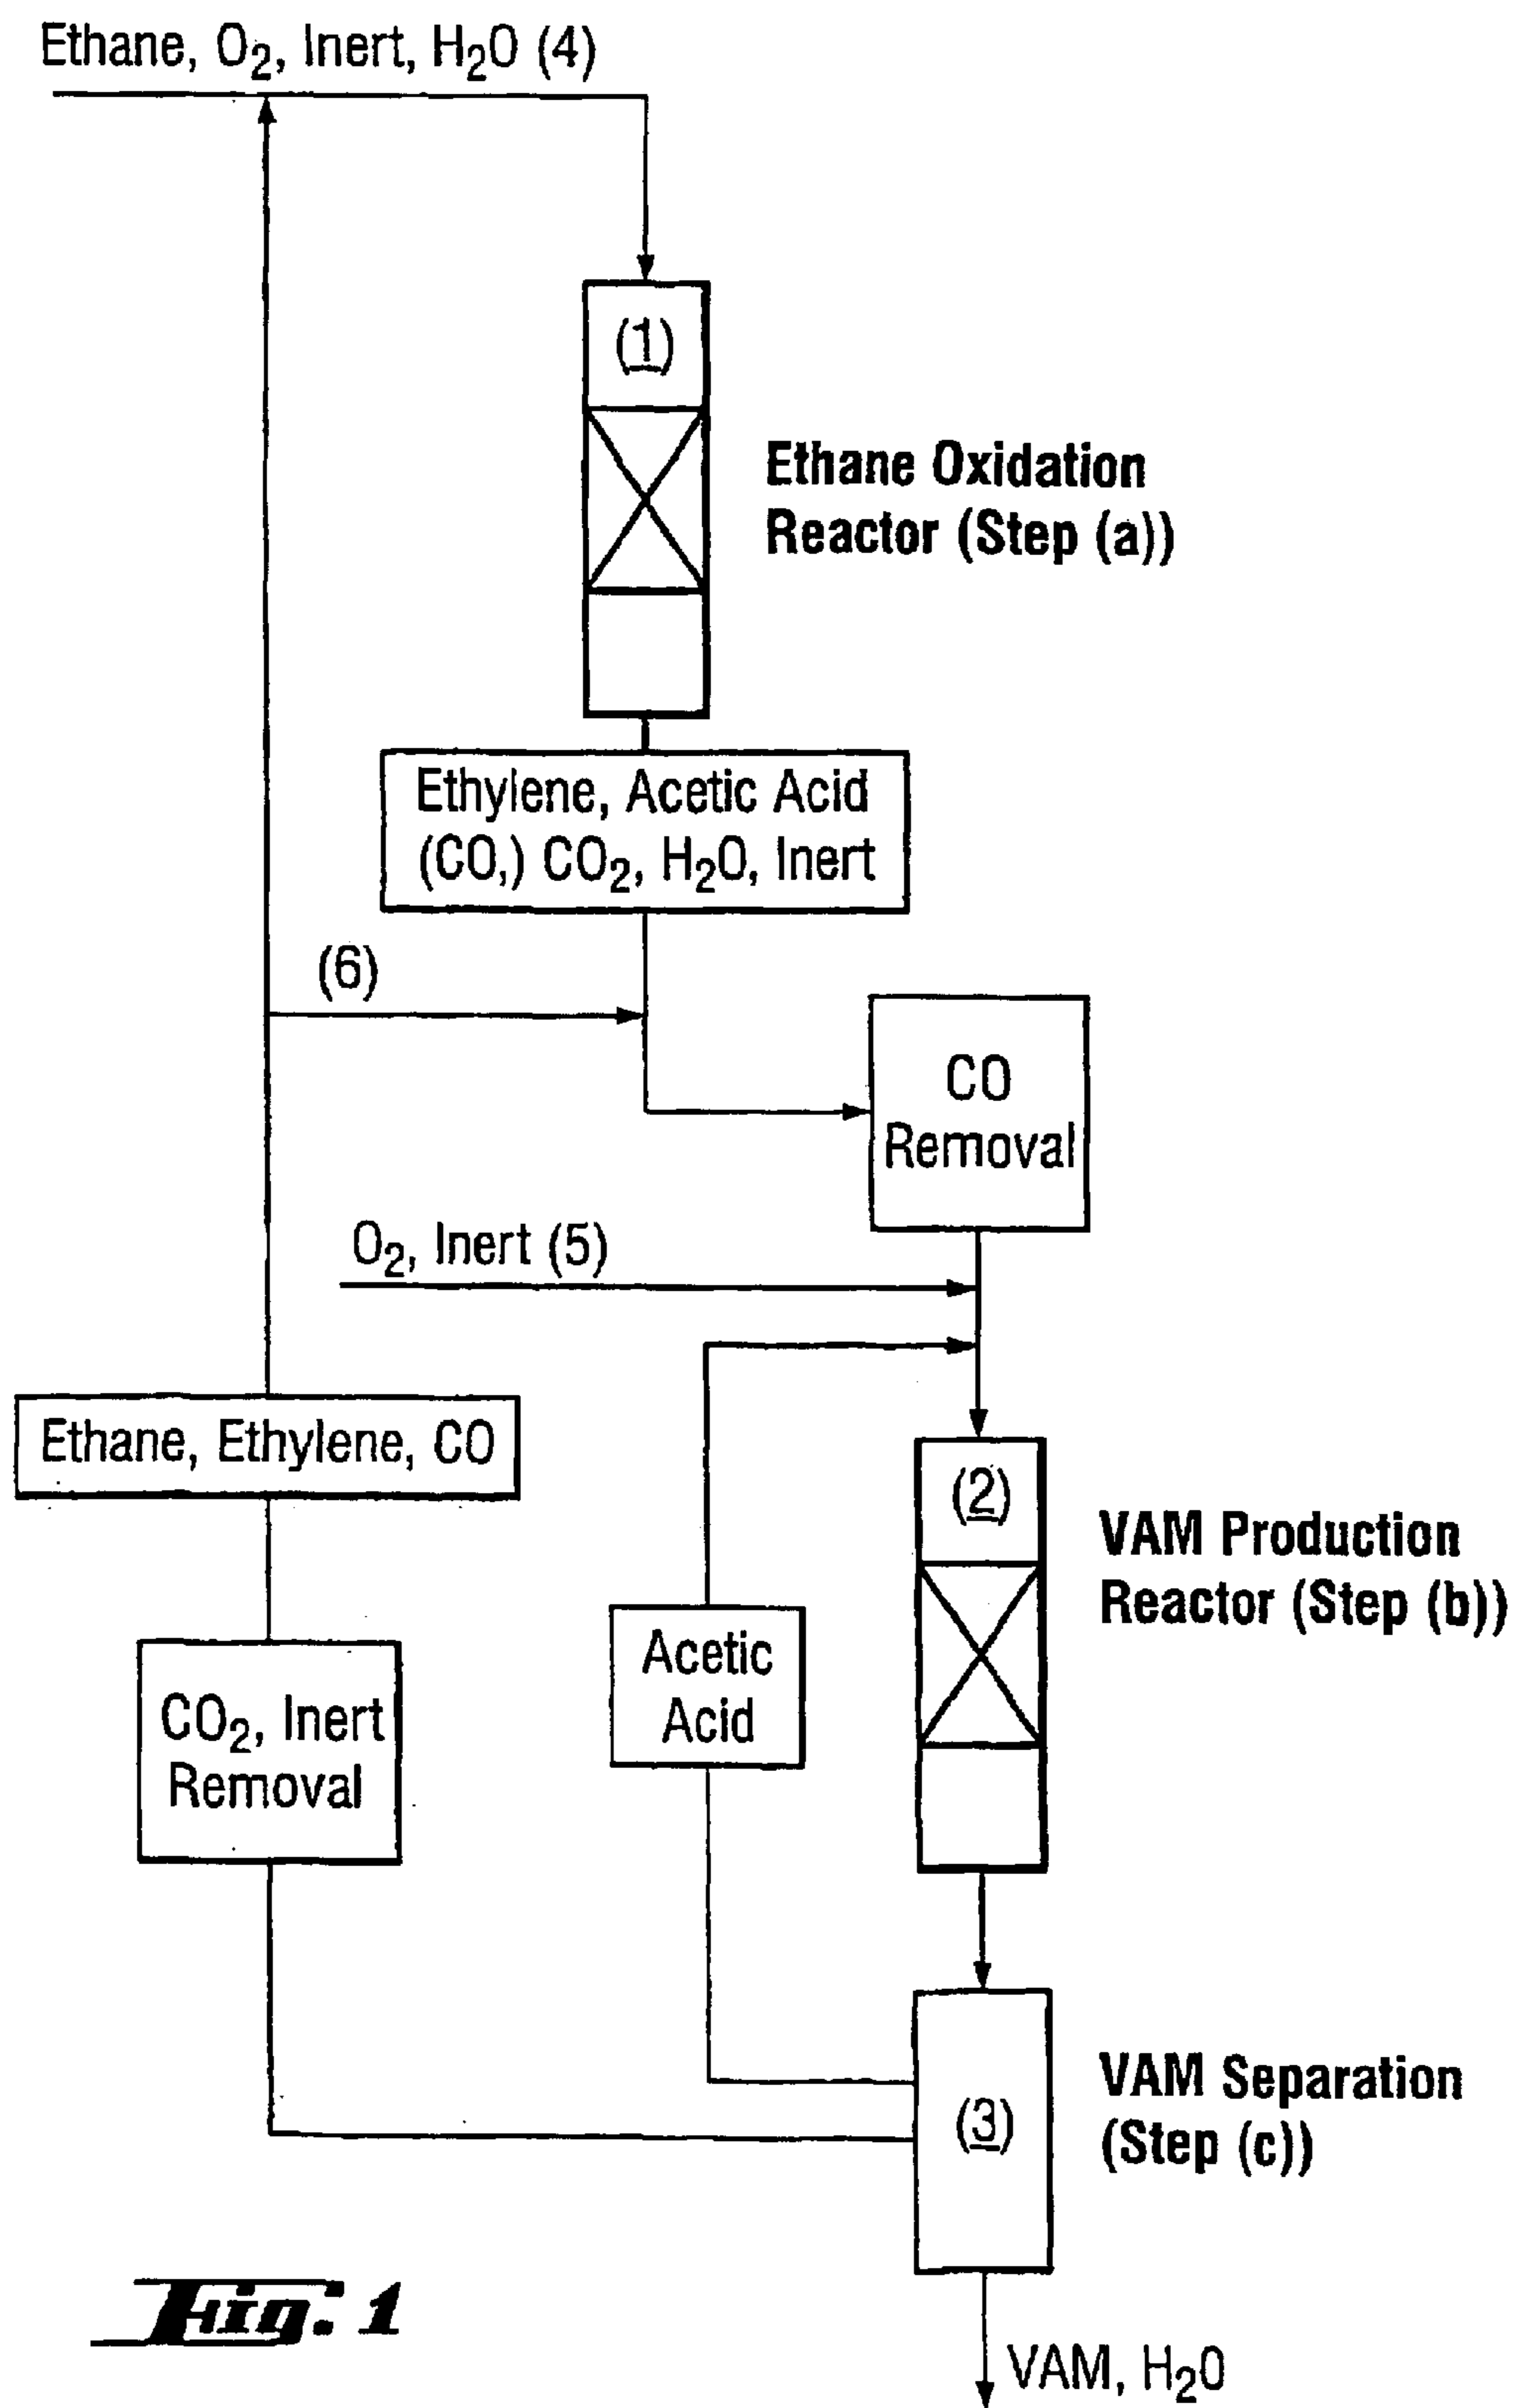 Ethane, O₂, Inert, H₂O (4)
(1)
Ethane Oxidation
Reactor (Step (a))
Ethylene, Acetic Acid
(CO,) CO₂, H₂O, Inert
(6)
CO
Removal
O₂, Inert (5)
Ethane, Ethylene, CO
(2)
VAM Production
Reactor (Step (b))
Acetic
Acid
CO₂, Inert
Removal
VAM Separation
(Step (c))
(3)
Fig. 1
VAM, H₂O